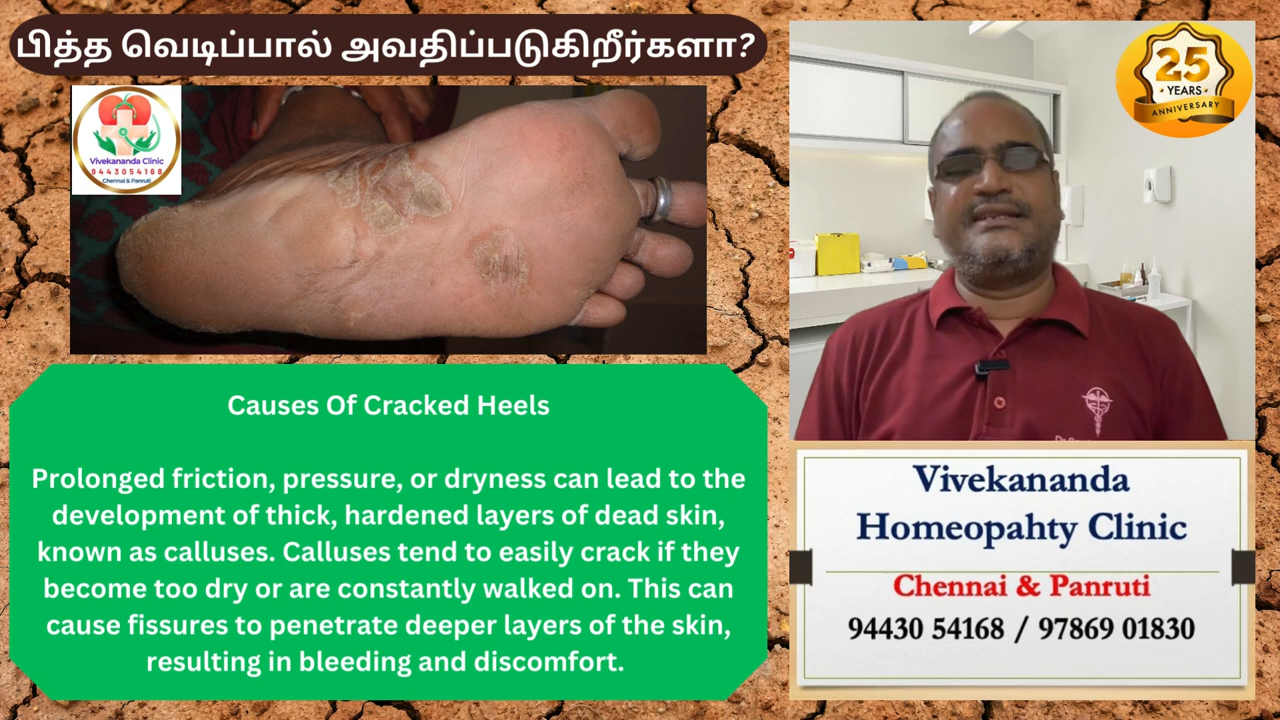 பித்த வெடிப்பால் அவதிப்படுகிறீர்களா?
Vivekananda Clinic
9443054168
Chennai & Panruti
25
YEARS
ANNIVERSARY
Causes Of Cracked Heels
Prolonged friction, pressure, or dryness can lead to the
development of thick, hardened layers of dead skin,
known as calluses. Calluses tend to easily crack if they
become too dry or are constantly walked on. This can
cause fissures to penetrate deeper layers of the skin,
resulting in bleeding and discomfort.
Vivekananda
Homeopahty Clinic
Chennai & Panruti
94430 54168 / 97869 01830